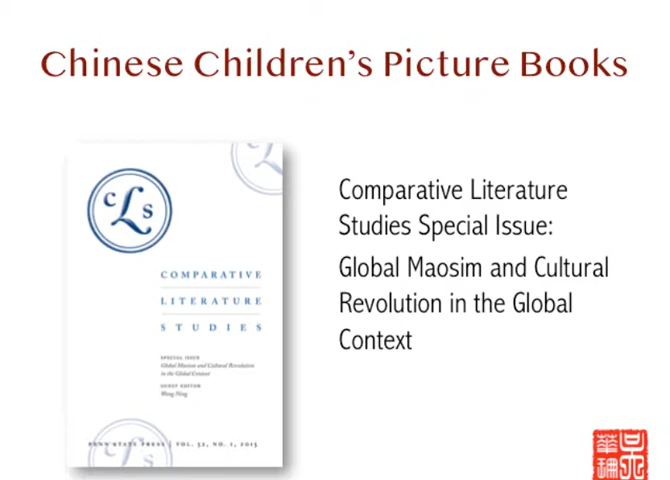 Chinese Children's Picture Books
CLS
COMPARATIVE
LITERATURE
STUDIES
SPECIAL ISSUE
Global Maoism and Cultural Revolution
in the Global Context
GUEST EDITOR
Wang Ning
PENN STATE PRESS | VOL. 52, NO. 1, 2015
CLS
Comparative Literature
Studies Special Issue:
Global Maosim and Cultural
Revolution in the Global
Context